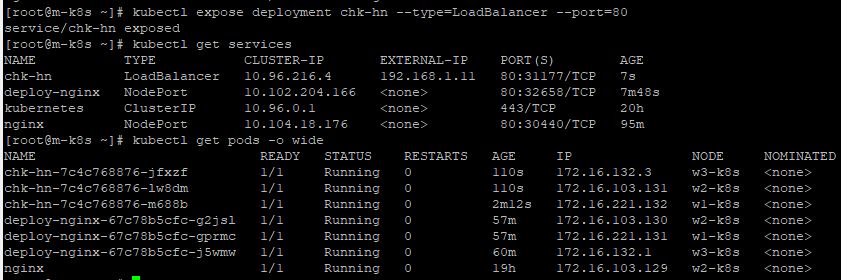 [root@m-k8s ~]# kubectl expose deployment chk-hn --type=LoadBalancer --port=80
service/chk-hn exposed
[root@m-k8s ~]# kubectl get services
NAME TYPE CLUSTER-IP EXTERNAL-IP PORT(S) AGE
chk-hn LoadBalancer 10.96.216.4 192.168.1.11 80:31177/TCP 7s
deploy-nginx NodePort 10.102.204.166 <none> 80:32658/TCP 7m48s
kubernetes ClusterIP 10.96.0.1 <none> 443/TCP 20h
nginx NodePort 10.104.18.176 <none> 80:30440/TCP 95m
[root@m-k8s ~]# kubectl get pods -o wide
NAME READY STATUS RESTARTS AGE IP NODE NOMINATED
chk-hn-7c4c768876-jfxzf 1/1 Running 0 110s 172.16.132.3 w3-k8s <none>
chk-hn-7c4c768876-lw8dm 1/1 Running 0 110s 172.16.103.131 w2-k8s <none>
chk-hn-7c4c768876-m688b 1/1 Running 0 2m12s 172.16.221.132 w1-k8s <none>
deploy-nginx-67c78b5cfc-g2jsl 1/1 Running 0 57m 172.16.103.130 w2-k8s <none>
deploy-nginx-67c78b5cfc-gprmc 1/1 Running 0 57m 172.16.221.131 w1-k8s <none>
deploy-nginx-67c78b5cfc-j5wmw 1/1 Running 0 60m 172.16.132.1 w3-k8s <none>
nginx 1/1 Running 0 19h 172.16.103.129 w2-k8s <none>